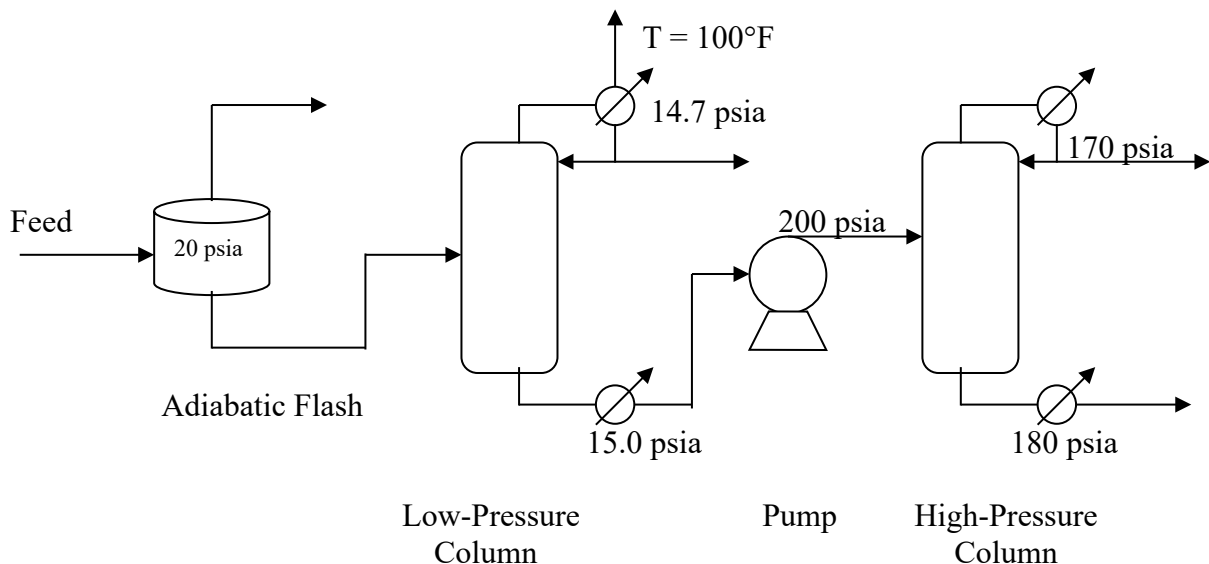 T = 100°F
14.7 psia
170 psia
Feed
20 psia
200 psia
Adiabatic Flash
15.0 psia
180 psia
Low-Pressure
Column
Pump
High-Pressure
Column